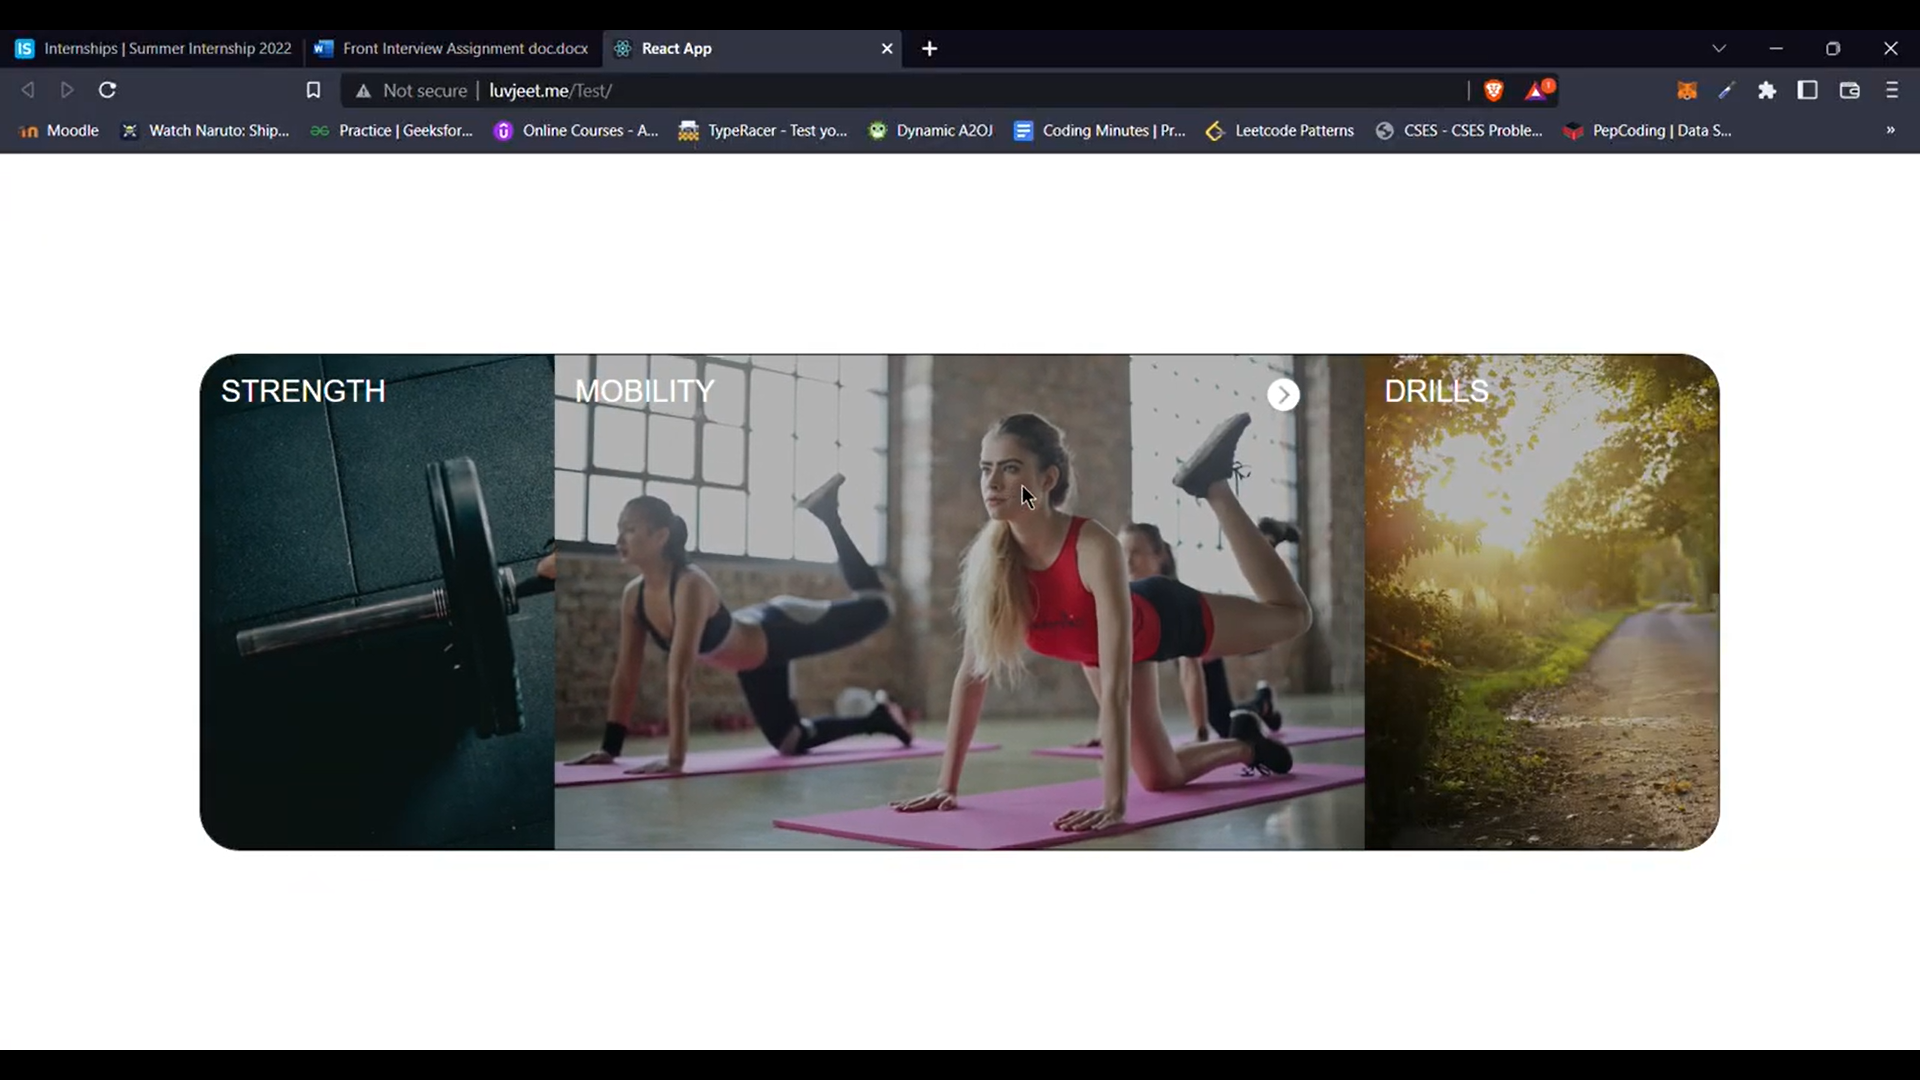 Internships | Summer Internship 2022
Front Interview Assignment doc.docx
React App
Not secure
luvjeet.me/Test/
1
Moodle
Watch Naruto: Ship...
Practice | Geeksfor...
Online Courses - A...
TypeRacer - Test yo...
Dynamic A2OJ
Coding Minutes | Pr...
Leetcode Patterns
CSES - CSES Proble...
PepCoding | Data S...
STRENGTH
MOBILITY
DRILLS